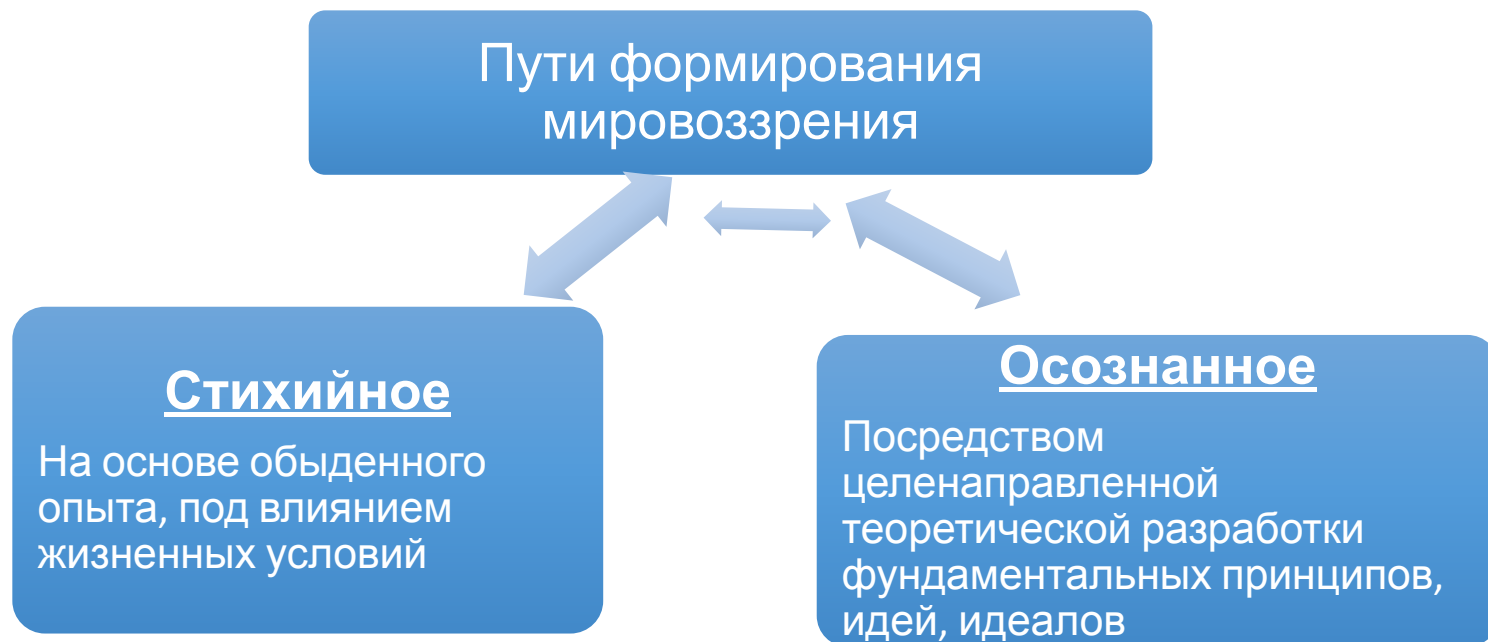 Пути формирования
мировоззрения
Стихийное
На основе обыденного
опыта, под влиянием
жизненных условий
Осознанное
Посредством
целенаправленной
теоретической разработки
фундаментальных принципов,
идей, идеалов